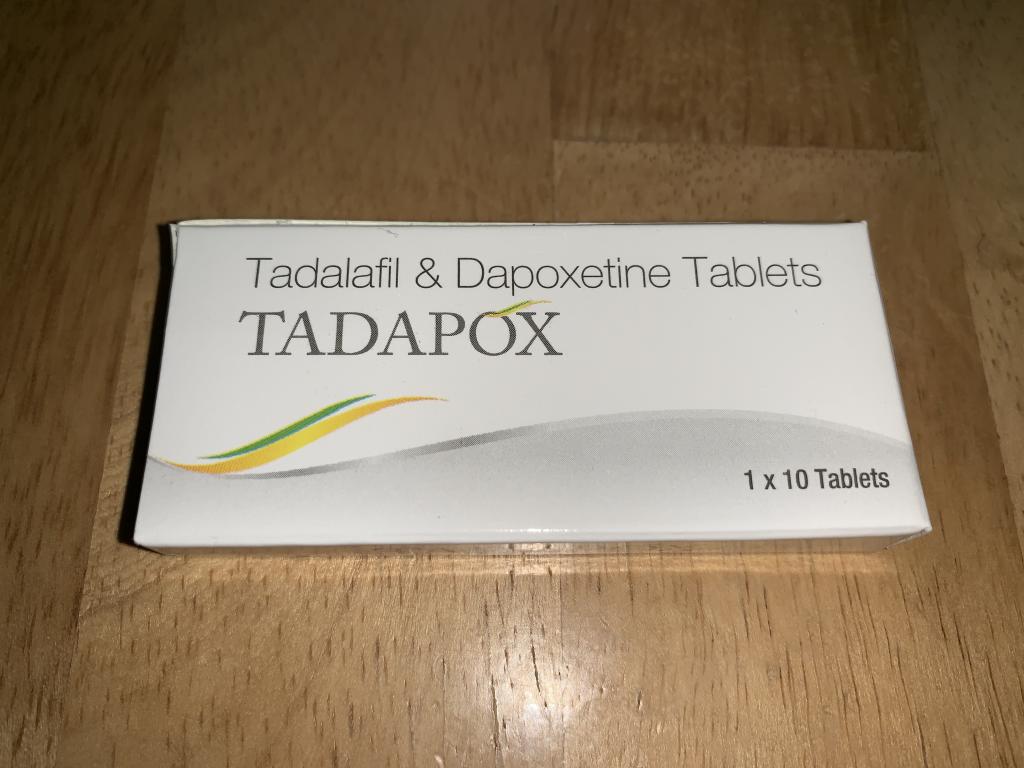 Tadalafil & Dapoxetine Tablets
TADAPOX
1 x 10 Tablets